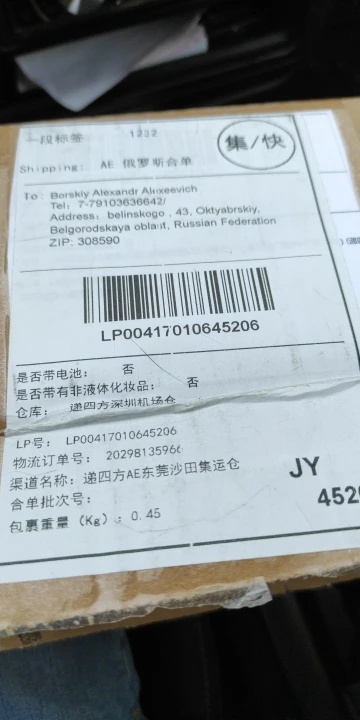 一段标签 1232
集/快
Shipping: AE 俄罗斯合单
To: Borskiy Alexandr Alexeevich
Tel: 7-79103636642/
Address: belinskogo , 43, Oktyabrskiy,
Belgorodskaya oblast, Russian Federation
ZIP: 308590
LP00417010645206
是否带电池: 否
是否带有非液体化妆品: 否
仓库: 递四方深圳机场仓
LP号: LP00417010645206
物流订单号: 20298135966
渠道名称: 递四方AE东莞沙田集运仓
JY
合单批次号:
452
包裹重量 (Kg) : 0.45